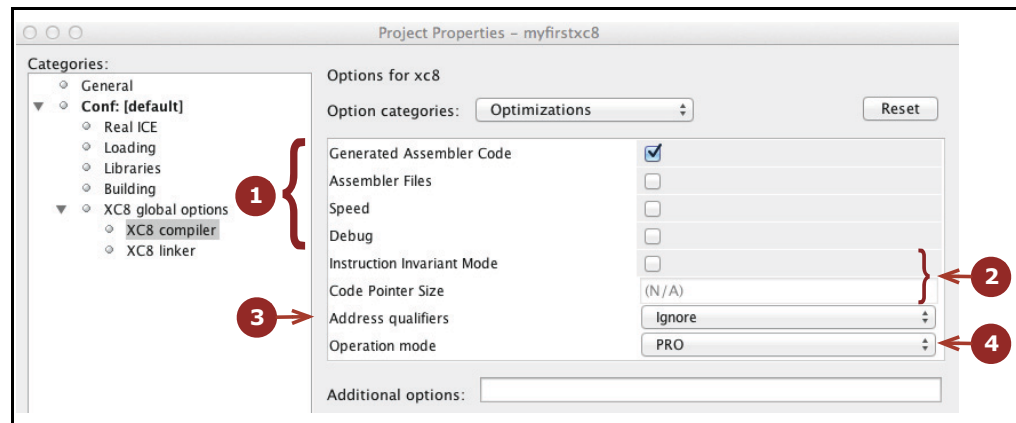 Project Properties – myfirstxc8
Categories:
General
Conf: [default]
Real ICE
Loading
Libraries
Building
XC8 global options
XC8 compiler
XC8 linker
Options for xc8
Option categories: Optimizations Reset
1
Generated Assembler Code
Assembler Files
Speed
Debug
Instruction Invariant Mode
2
Code Pointer Size (N/A)
3
Address qualifiers Ignore
Operation mode PRO
4
Additional options: